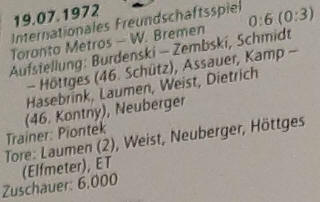 19.07.1972
Internationales Freundschaftsspiel
Toronto Metros – W. Bremen 0:6 (0:3)
Aufstellung: Burdenski – Zembski, Schmidt
– Höttges (46. Schütz), Assauer, Kamp –
Hasebrink, Laumen, Weist, Dietrich
(46. Kontny), Neuberger
Trainer: Piontek
Tore: Laumen (2), Weist, Neuberger, Höttges
(Elfmeter), ET
Zuschauer: 6.000